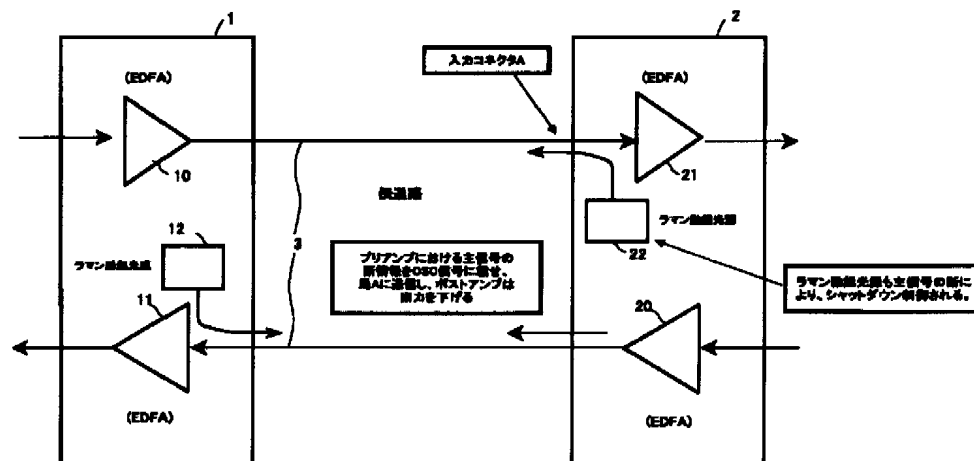 1
2
入力コネクタA
(EDFA)
(EDFA)
10
21
伝送路
12
ラマン励起光源
22
ラマン励起光源
3
プリアンプにおける主信号の
断情報をOSC信号に載せ、
局Aに送信し、ポストアンプは
出力を下げる
ラマン励起光源も主信号の断に
より、シャットダウン制御される。
11
20
(EDFA)
(EDFA)